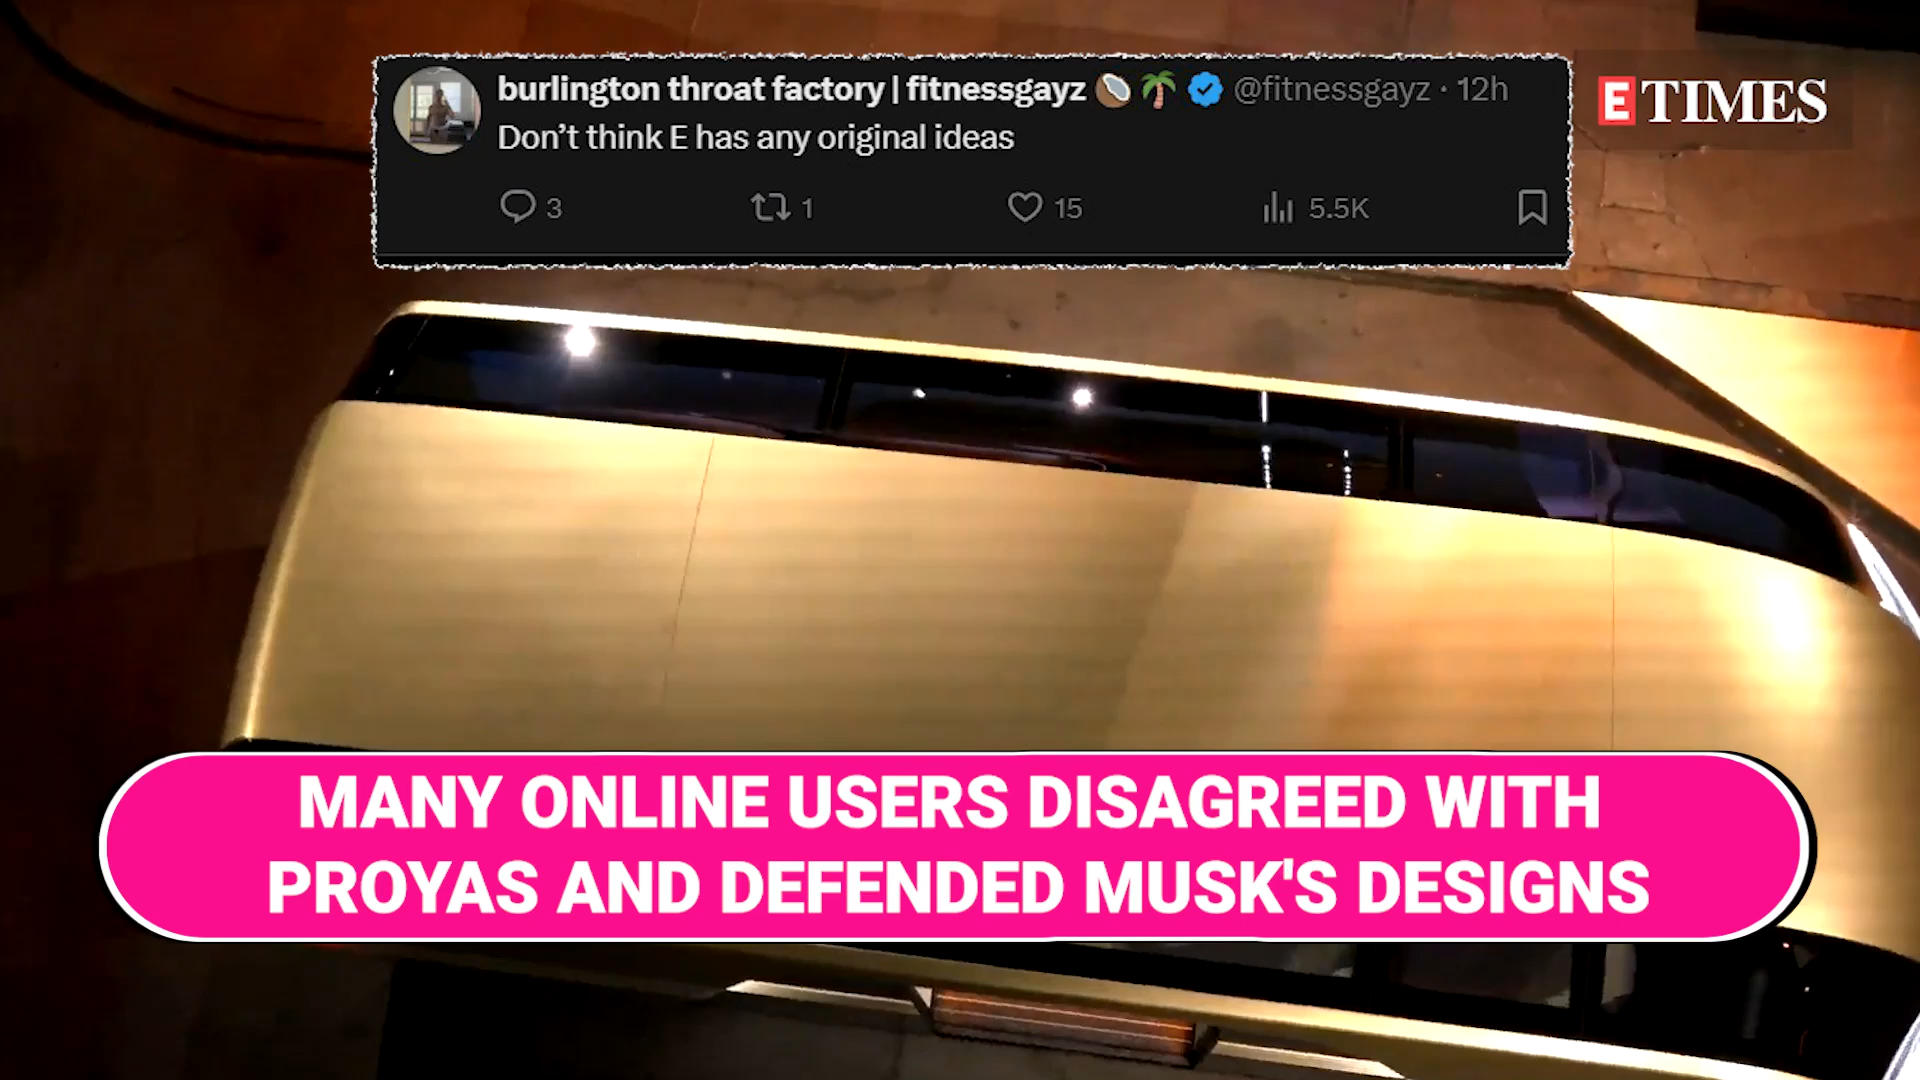 burlington throat factory | fitnessgayz 🥥🌴 @fitnessgayz · 12h
Don’t think E has any original ideas
3 1 15 5.5K
ETIMES
MANY ONLINE USERS DISAGREED WITH
PROYAS AND DEFENDED MUSK'S DESIGNS